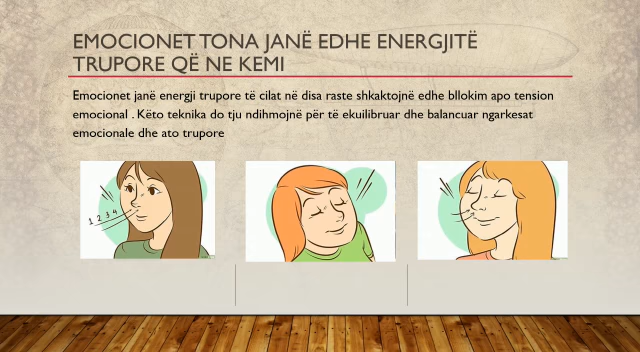 EMOCIONET TONA JANË EDHE ENERGJITË
TRUPORE QË NE KEMI
Emocionet janë energji trupore të cilat në disa raste shkaktojnë edhe bllokim apo tension
emocional . Këto teknika do tju ndihmojnë për të ekuilibruar dhe balancuar ngarkesat
emocionale dhe ato trupore
1 2 3 4